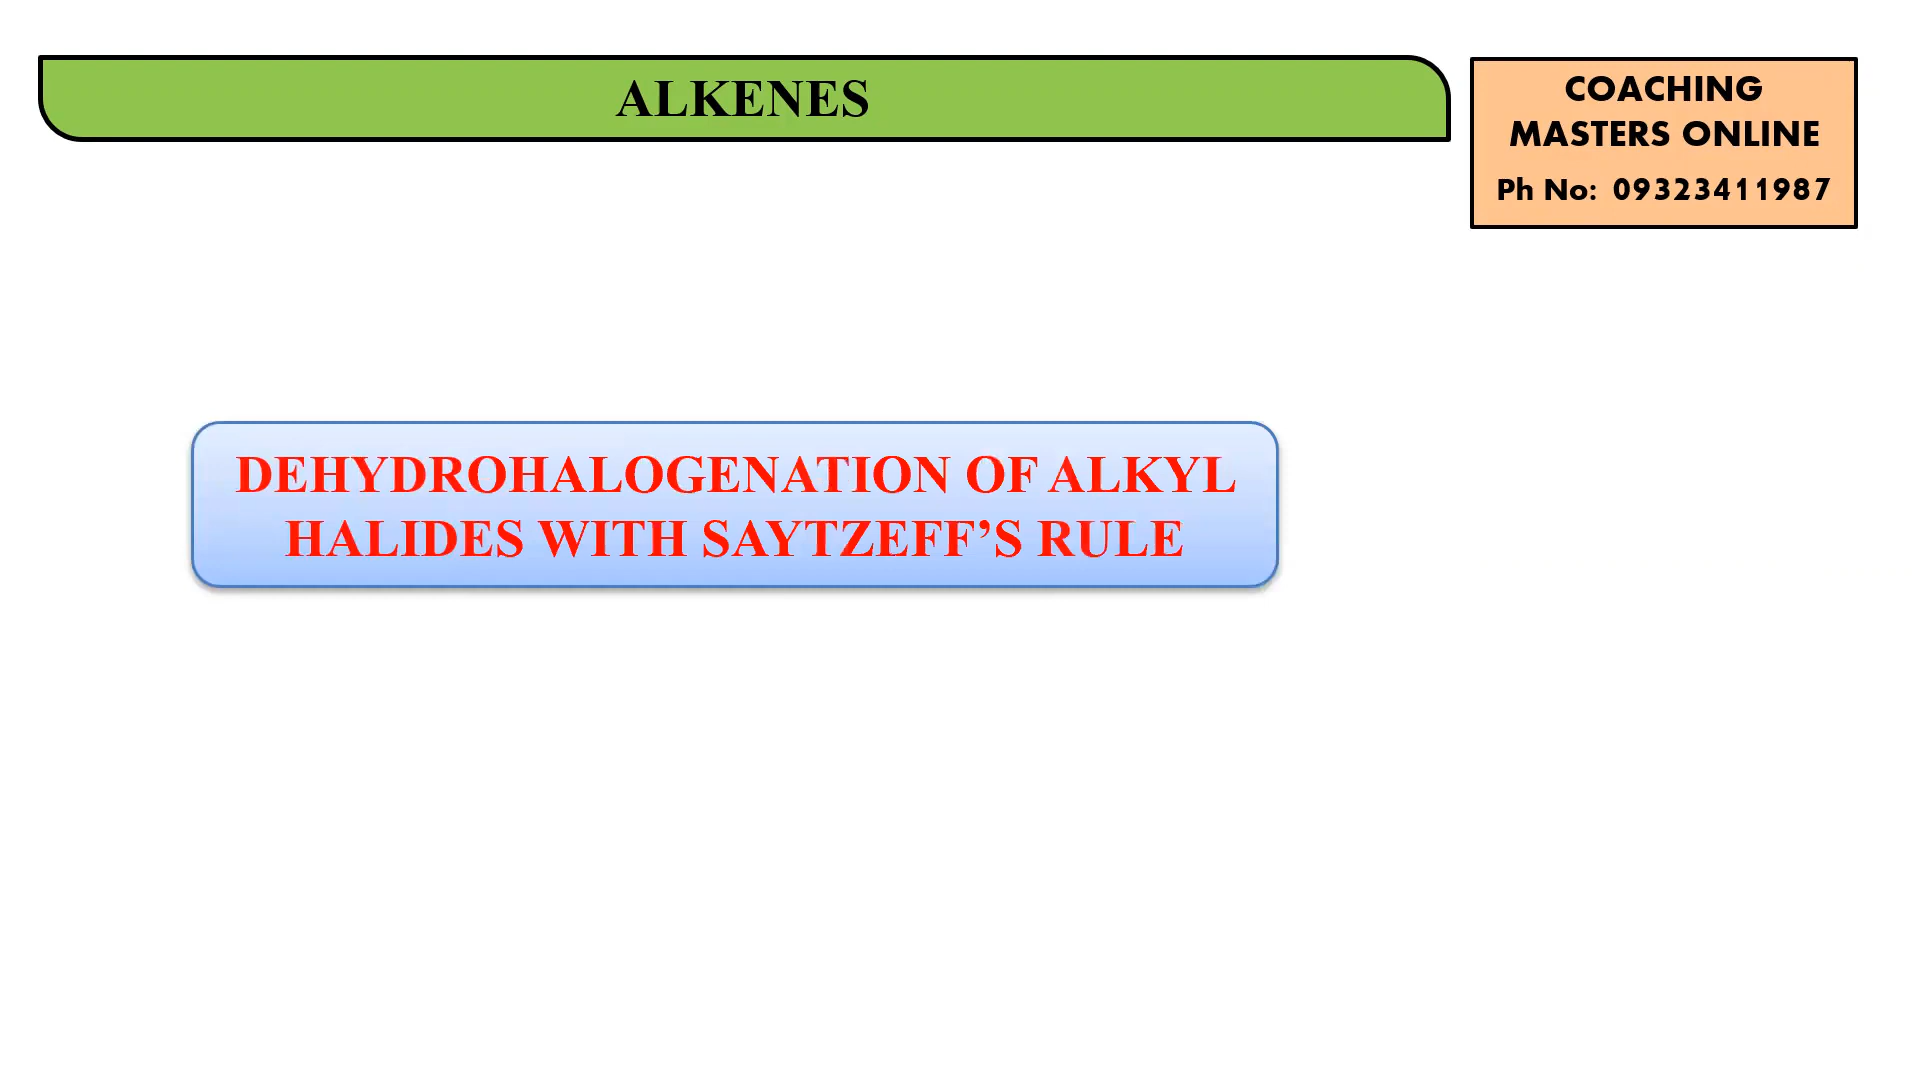 ALKENES
COACHING
MASTERS ONLINE
Ph No: 09323411987
DEHYDROHALOGENATION OF ALKYL
HALIDES WITH SAYTZEFF’S RULE